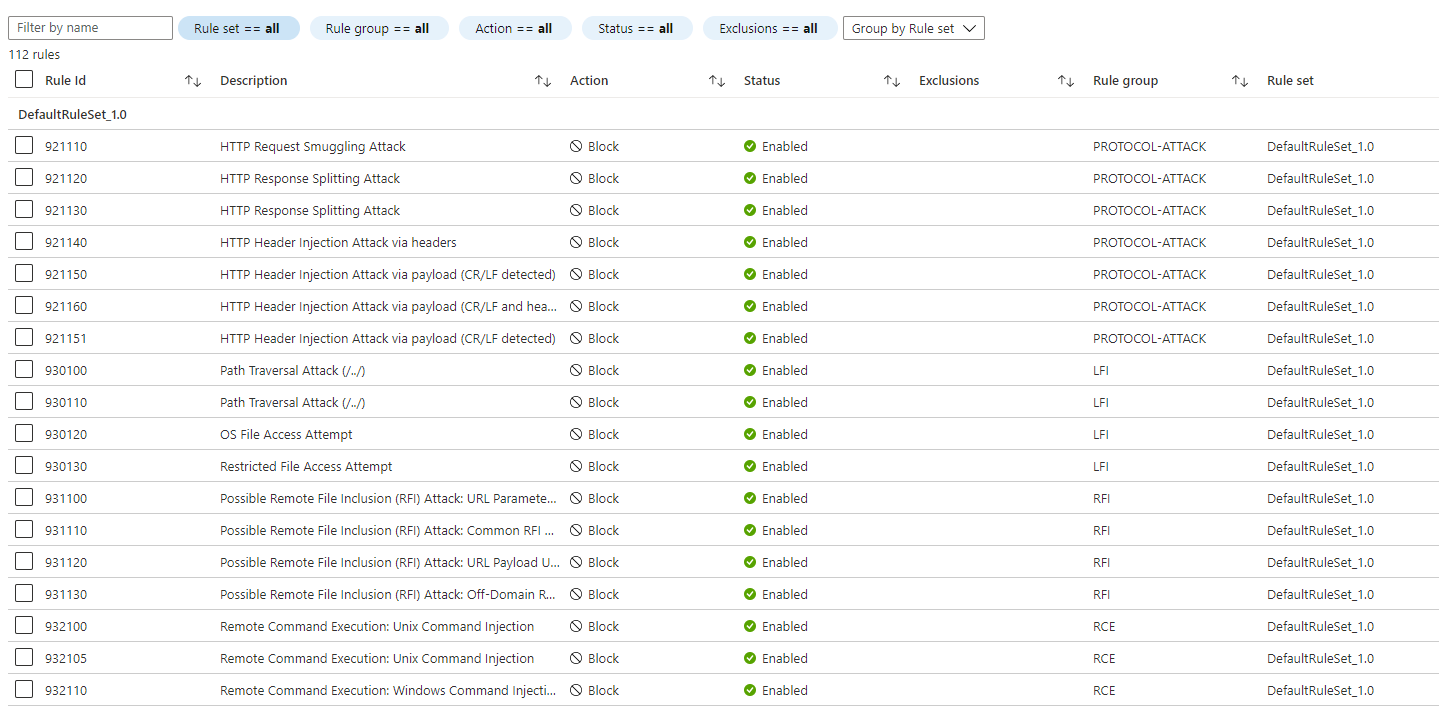 Filter by name Rule set == all Rule group == all Action == all Status == all Exclusions == all Group by Rule set
112 rules
Rule Id Description Action Status Exclusions Rule group Rule set
DefaultRuleSet_1.0
921110 HTTP Request Smuggling Attack Block Enabled PROTOCOL-ATTACK DefaultRuleSet_1.0
921120 HTTP Response Splitting Attack Block Enabled PROTOCOL-ATTACK DefaultRuleSet_1.0
921130 HTTP Response Splitting Attack Block Enabled PROTOCOL-ATTACK DefaultRuleSet_1.0
921140 HTTP Header Injection Attack via headers Block Enabled PROTOCOL-ATTACK DefaultRuleSet_1.0
921150 HTTP Header Injection Attack via payload (CR/LF detected) Block Enabled PROTOCOL-ATTACK DefaultRuleSet_1.0
921160 HTTP Header Injection Attack via payload (CR/LF and hea... Block Enabled PROTOCOL-ATTACK DefaultRuleSet_1.0
921151 HTTP Header Injection Attack via payload (CR/LF detected) Block Enabled PROTOCOL-ATTACK DefaultRuleSet_1.0
930100 Path Traversal Attack (/../) Block Enabled LFI DefaultRuleSet_1.0
930110 Path Traversal Attack (/../) Block Enabled LFI DefaultRuleSet_1.0
930120 OS File Access Attempt Block Enabled LFI DefaultRuleSet_1.0
930130 Restricted File Access Attempt Block Enabled LFI DefaultRuleSet_1.0
931100 Possible Remote File Inclusion (RFI) Attack: URL Paramete... Block Enabled RFI DefaultRuleSet_1.0
931110 Possible Remote File Inclusion (RFI) Attack: Common RFI ... Block Enabled RFI DefaultRuleSet_1.0
931120 Possible Remote File Inclusion (RFI) Attack: URL Payload U... Block Enabled RFI DefaultRuleSet_1.0
931130 Possible Remote File Inclusion (RFI) Attack: Off-Domain R... Block Enabled RFI DefaultRuleSet_1.0
932100 Remote Command Execution: Unix Command Injection Block Enabled RCE DefaultRuleSet_1.0
932105 Remote Command Execution: Unix Command Injection Block Enabled RCE DefaultRuleSet_1.0
932110 Remote Command Execution: Windows Command Injecti... Block Enabled RCE DefaultRuleSet_1.0